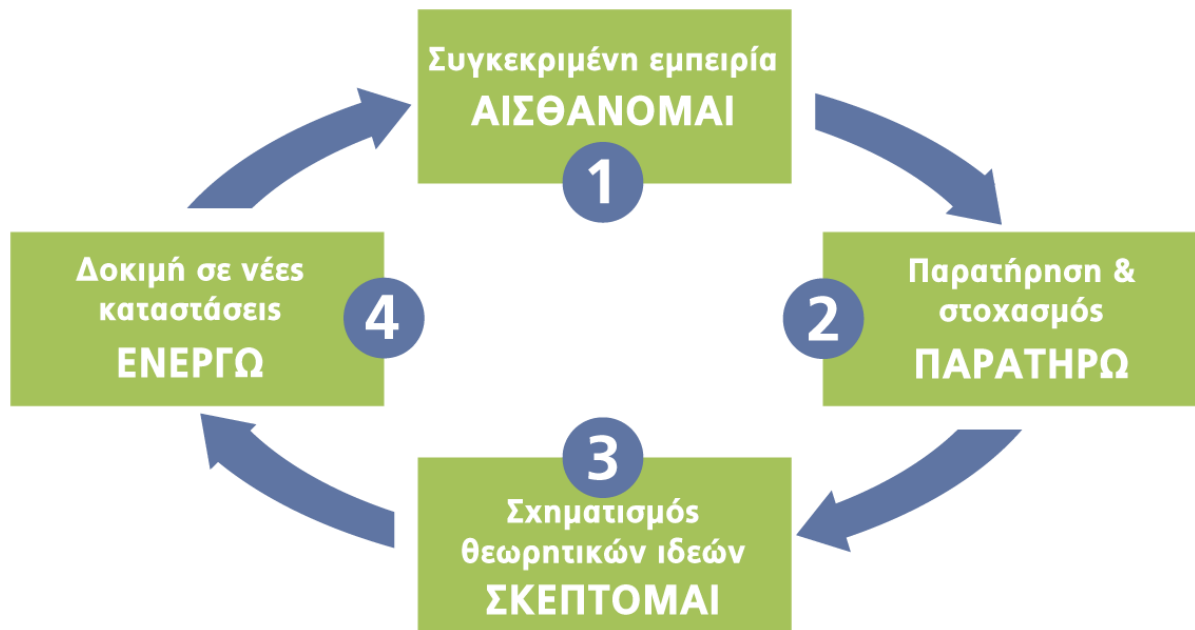 Συγκεκριμένη εμπειρία
ΑΙΣΘΑΝΟΜΑΙ
1
Παρατήρηση &
στοχασμός
ΠΑΡΑΤΗΡΩ
2
3
Σχηματισμός
θεωρητικών ιδεών
ΣΚΕΠΤΟΜΑΙ
Δοκιμή σε νέες
καταστάσεις
ΕΝΕΡΓΩ
4